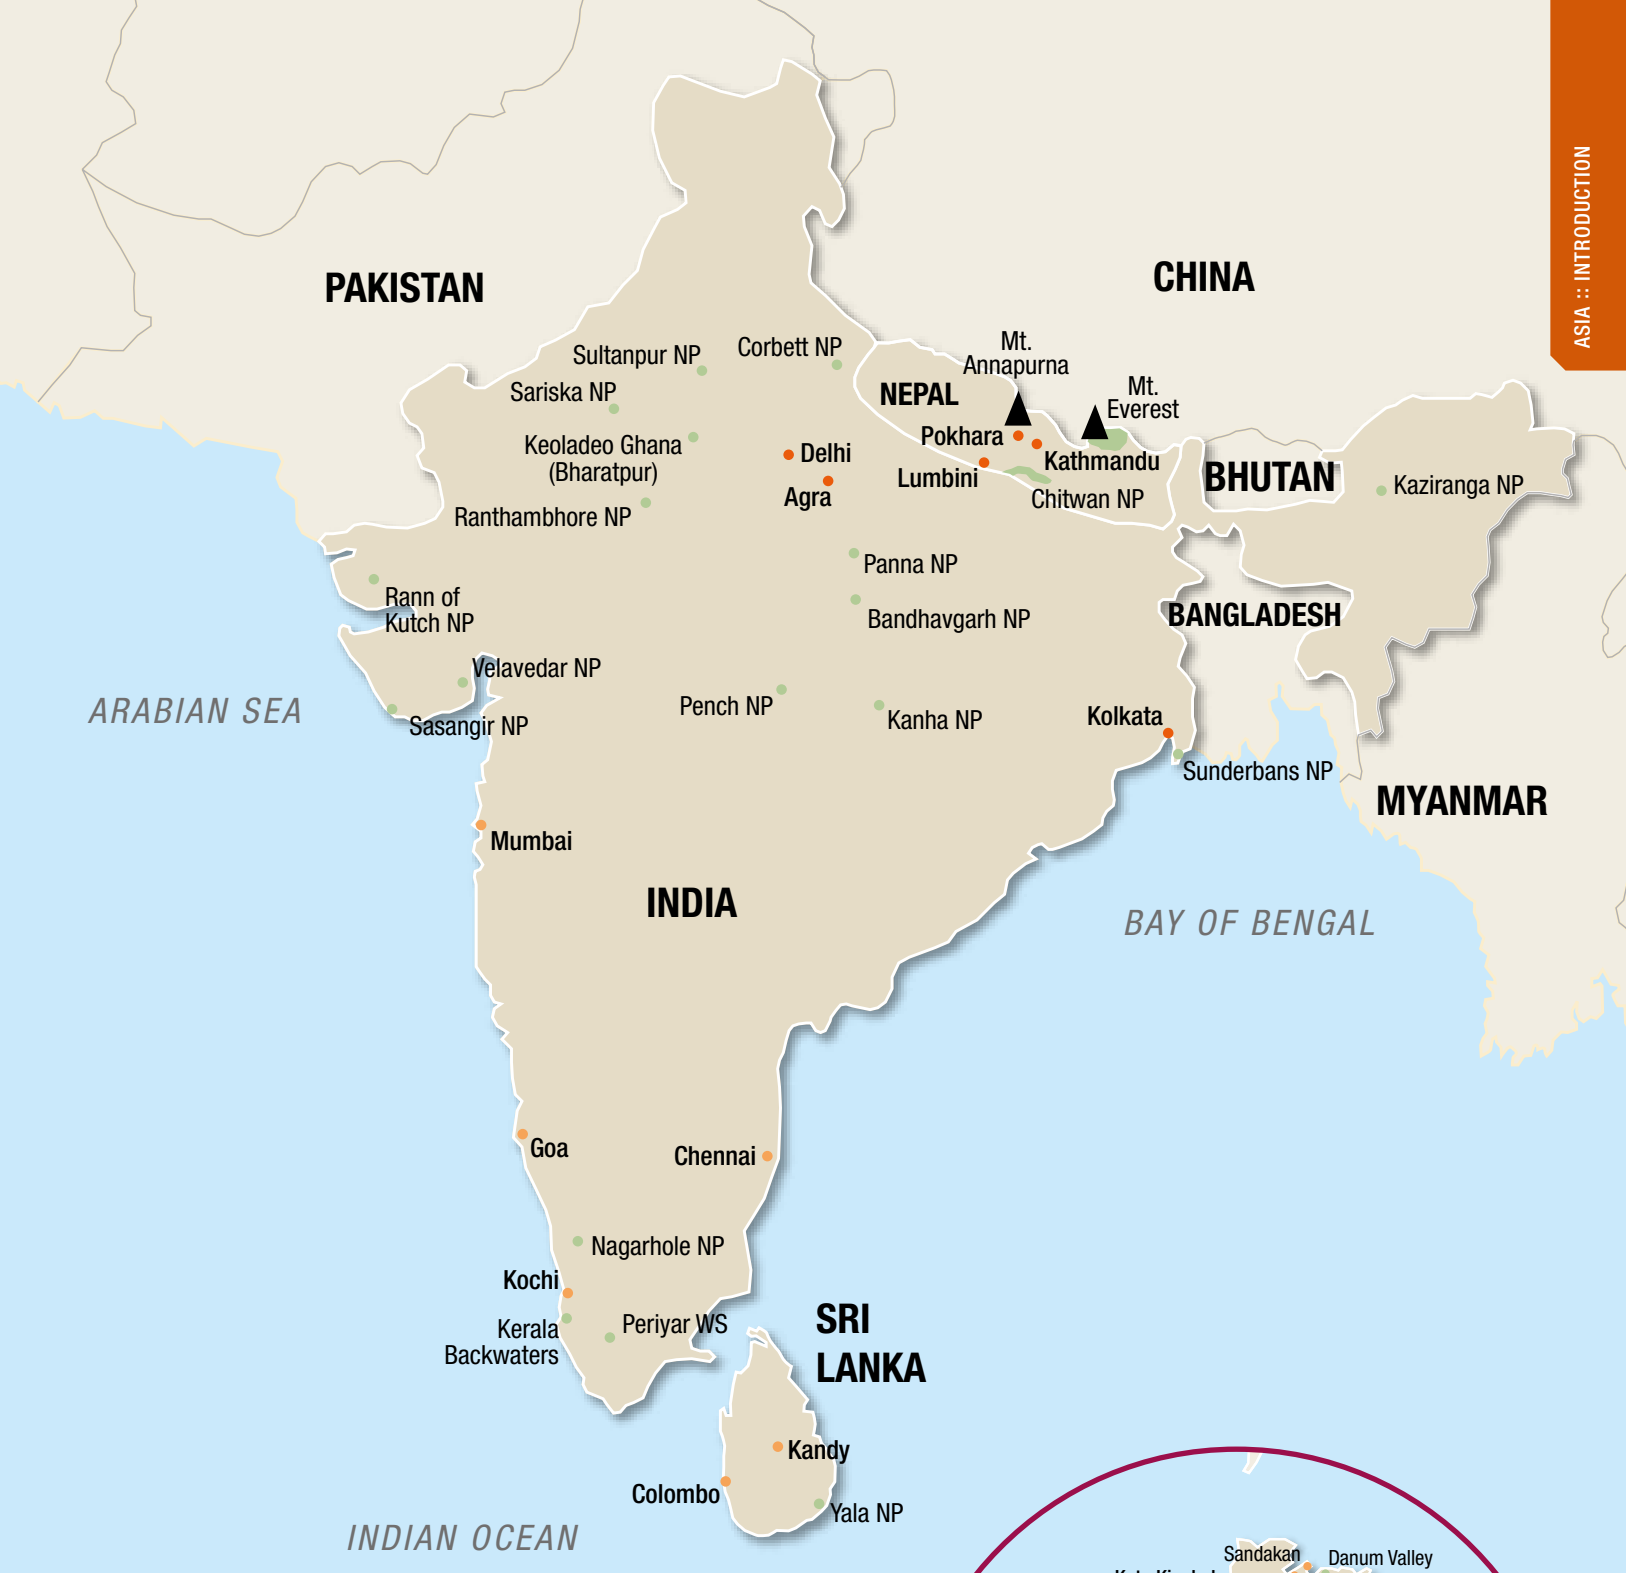 ASIA :: INTRODUCTION
PAKISTAN
CHINA
Mt.
Annapurna
Sultanpur NP
Corbett NP
Mt.
Everest
Sariska NP
NEPAL
Keoladeo Ghana
(Bharatpur)
Delhi
Pokhara
Kathmandu
Lumbini
BHUTAN
Kaziranga NP
Agra
Chitwan NP
Ranthambhore NP
Panna NP
Rann of
Kutch NP
Bandhavgarh NP
BANGLADESH
Velavedar NP
ARABIAN SEA
Sasangir NP
Pench NP
Kanha NP
Kolkata
Sunderbans NP
MYANMAR
Mumbai
INDIA
BAY OF BENGAL
Goa
Chennai
Nagarhole NP
Kochi
Kerala
Backwaters
Periyar WS
SRI
LANKA
Kandy
Colombo
Yala NP
INDIAN OCEAN
Sandakan
Danum Valley